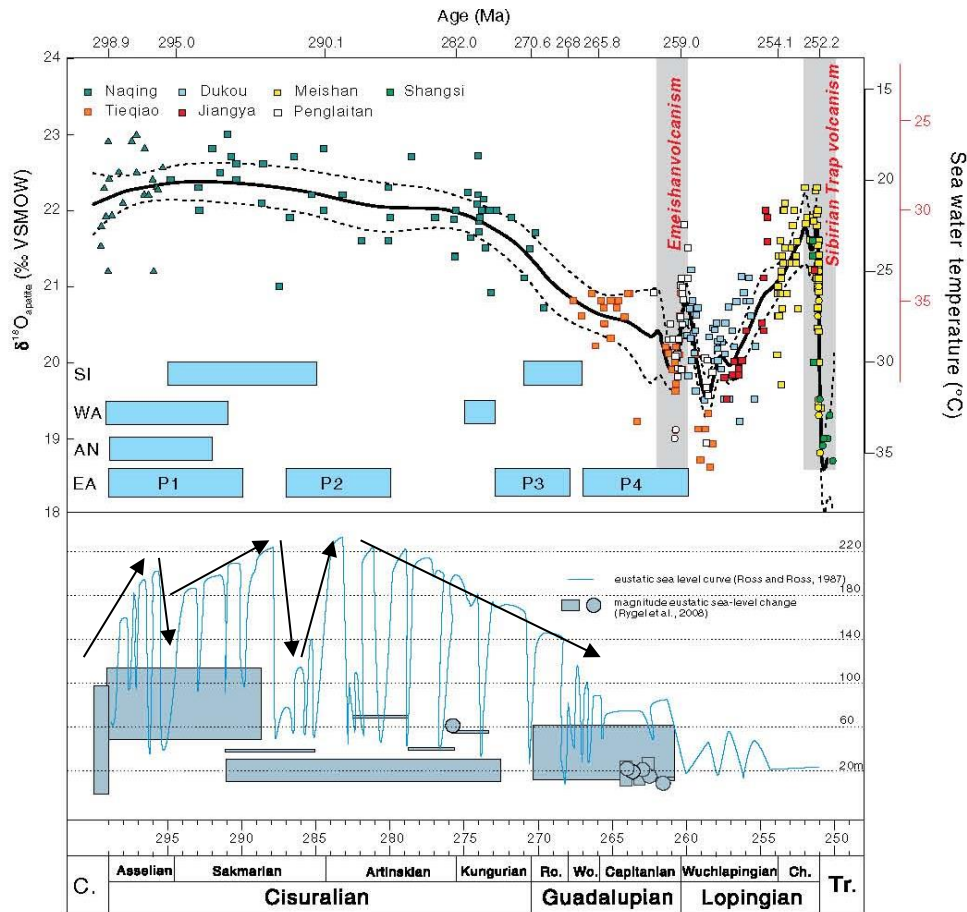 Age (Ma)
298.9 295.0 290.1 282.0 270.6 268 265.8 259.0 254.1 252.2
24
23
22
21
20
19
18
δ18Oapatite (‰ VSMOW)
Naqing Dukou Meishan Shangsi
Tieqiao Jiangya Penglaitan
Emeishanvolcanism
Sibirian Trap volcanism
15
20
25
30
35
25
30
35
Sea water temperature (°C)
SI
WA
AN
EA P1 P2 P3 P4
220
180
140
100
60
20m
eustatic sea level curve (Ross and Ross, 1987)
magnitude eustatic sea-level change
(Rygel et al., 2008)
295 290 285 280 275 270 265 260 255 250
C. Asselian Sakmarian Artinskian Kungurian Ro. Wo. Capitanian Wuchlapingian Ch. Tr.
Cisuralian Guadalupian Lopingian